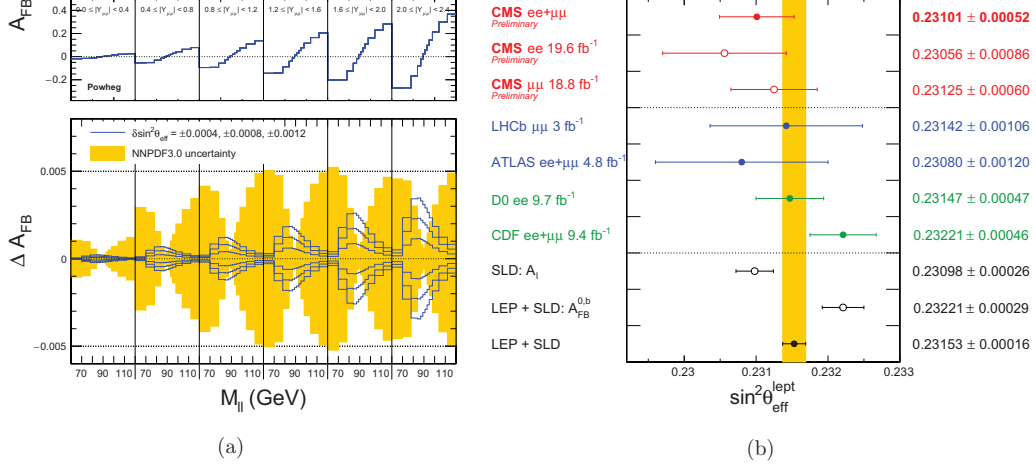 A_FB
0.0 ≤ |Y_μμ| < 0.4
0.4 ≤ |Y_μμ| < 0.8
0.8 ≤ |Y_μμ| < 1.2
1.2 ≤ |Y_μμ| < 1.6
1.6 ≤ |Y_μμ| < 2.0
2.0 ≤ |Y_μμ| < 2.4
0.4
0.2
0
−0.2
Powheg
δsin²θ_eff = ±0.0004, ±0.0008, ±0.0012
NNPDF3.0 uncertainty
Δ A_FB
0.005
0
−0.005
70 90 110 70 90 110 70 90 110 70 90 110 70 90 110 70 90 110
M_ll (GeV)
(a)
CMS ee+μμ 0.23101 ± 0.00052
Preliminary
CMS ee 19.6 fb⁻¹ 0.23056 ± 0.00086
Preliminary
CMS μμ 18.8 fb⁻¹ 0.23125 ± 0.00060
Preliminary
LHCb μμ 3 fb⁻¹ 0.23142 ± 0.00106
ATLAS ee+μμ 4.8 fb⁻¹ 0.23080 ± 0.00120
D0 ee 9.7 fb⁻¹ 0.23147 ± 0.00047
CDF ee+μμ 9.4 fb⁻¹ 0.23221 ± 0.00046
SLD: A_l 0.23098 ± 0.00026
LEP + SLD: A_FB^0,b 0.23221 ± 0.00029
LEP + SLD 0.23153 ± 0.00016
0.23 0.231 0.232 0.233
sin²θ_eff^lept
(b)